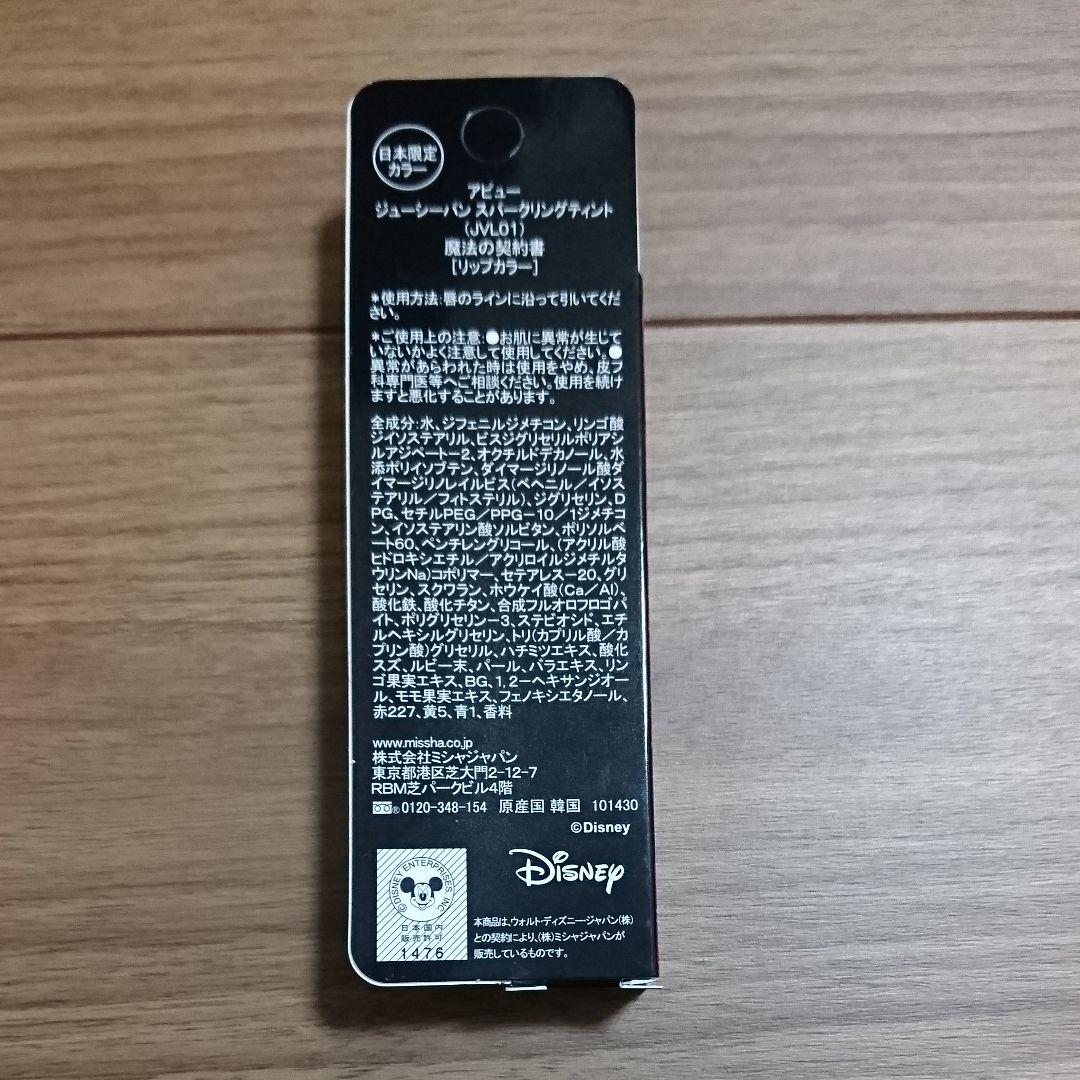 日本限定
カラー
アピュー
ジューシーパン スパークリングティント
(JVL01)
魔法の契約書
[リップカラー]
*使用方法:唇のラインに沿って引いてくだ
さい。
*ご使用上の注意:●お肌に異常が生じて
いないかよく注意して使用してください。●
異常があらわれた時は使用をやめ、皮フ
科専門医等へご相談ください。使用を続け
ますと悪化することがあります。
全成分:水、ジフェニルジメチコン、リンゴ酸
ジイソステアリル、ビスジグリセリルポリアシ
ルアジペート-2、オクチルドデカノール、水
添ポリイソブテン、ダイマージリノール酸ダ
イマージリノレイルビス(ベヘニル/イソス
テアリル/フィトステリル)、ジグリセリン、D
PG、セチルPEG/PPG-10/1ジメチコ
ン、イソステアリン酸ソルビタン、ポリソルベ
ート60、ペンチレングリコール、(アクリル酸
ヒドロキシエチル/アクリロイルジメチルタ
ウリンNa)コポリマー、セテアレス-20、グリ
セリン、スクワラン、ホウケイ酸(Ca/Al)、
酸化鉄、酸化チタン、合成フルオロフロゴパ
イト、ポリグリセリン-3、ステビオシド、エチ
ルヘキシルグリセリン、トリ(カプリル酸/カ
プリン酸)グリセリル、ハチミツエキス、酸化
スズ、ルビー末、パール、バラエキス、リン
ゴ果実エキス、BG、1,2-ヘキサンジオー
ル、モモ果実エキス、フェノキシエタノール、
赤227、黄5、青1、香料
www.missha.co.jp
株式会社ミシャジャパン
東京都港区芝大門2-12-7
RBM芝パークビル4階
®0120-348-154 原産国 韓国 101430
©Disney
Disney
©DISNEY ENTERPRISES INC
日本国内
販売許可
1476
本商品は、ウォルト・ディズニー・ジャパン(株)
との契約により、(株)ミシャジャパンが
販売しているものです。